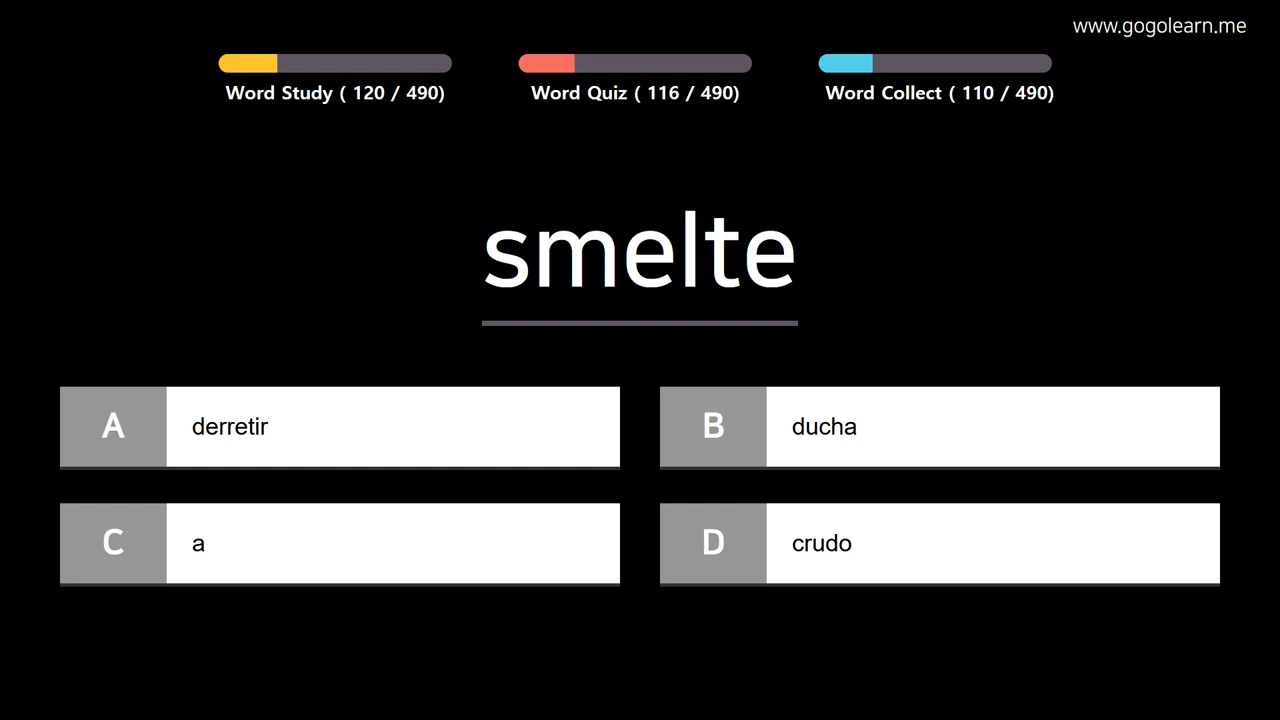 www.gogolearn.me
Word Study ( 120 / 490)
Word Quiz ( 116 / 490)
Word Collect ( 110 / 490)
smelte
A derretir
B ducha
C a
D crudo